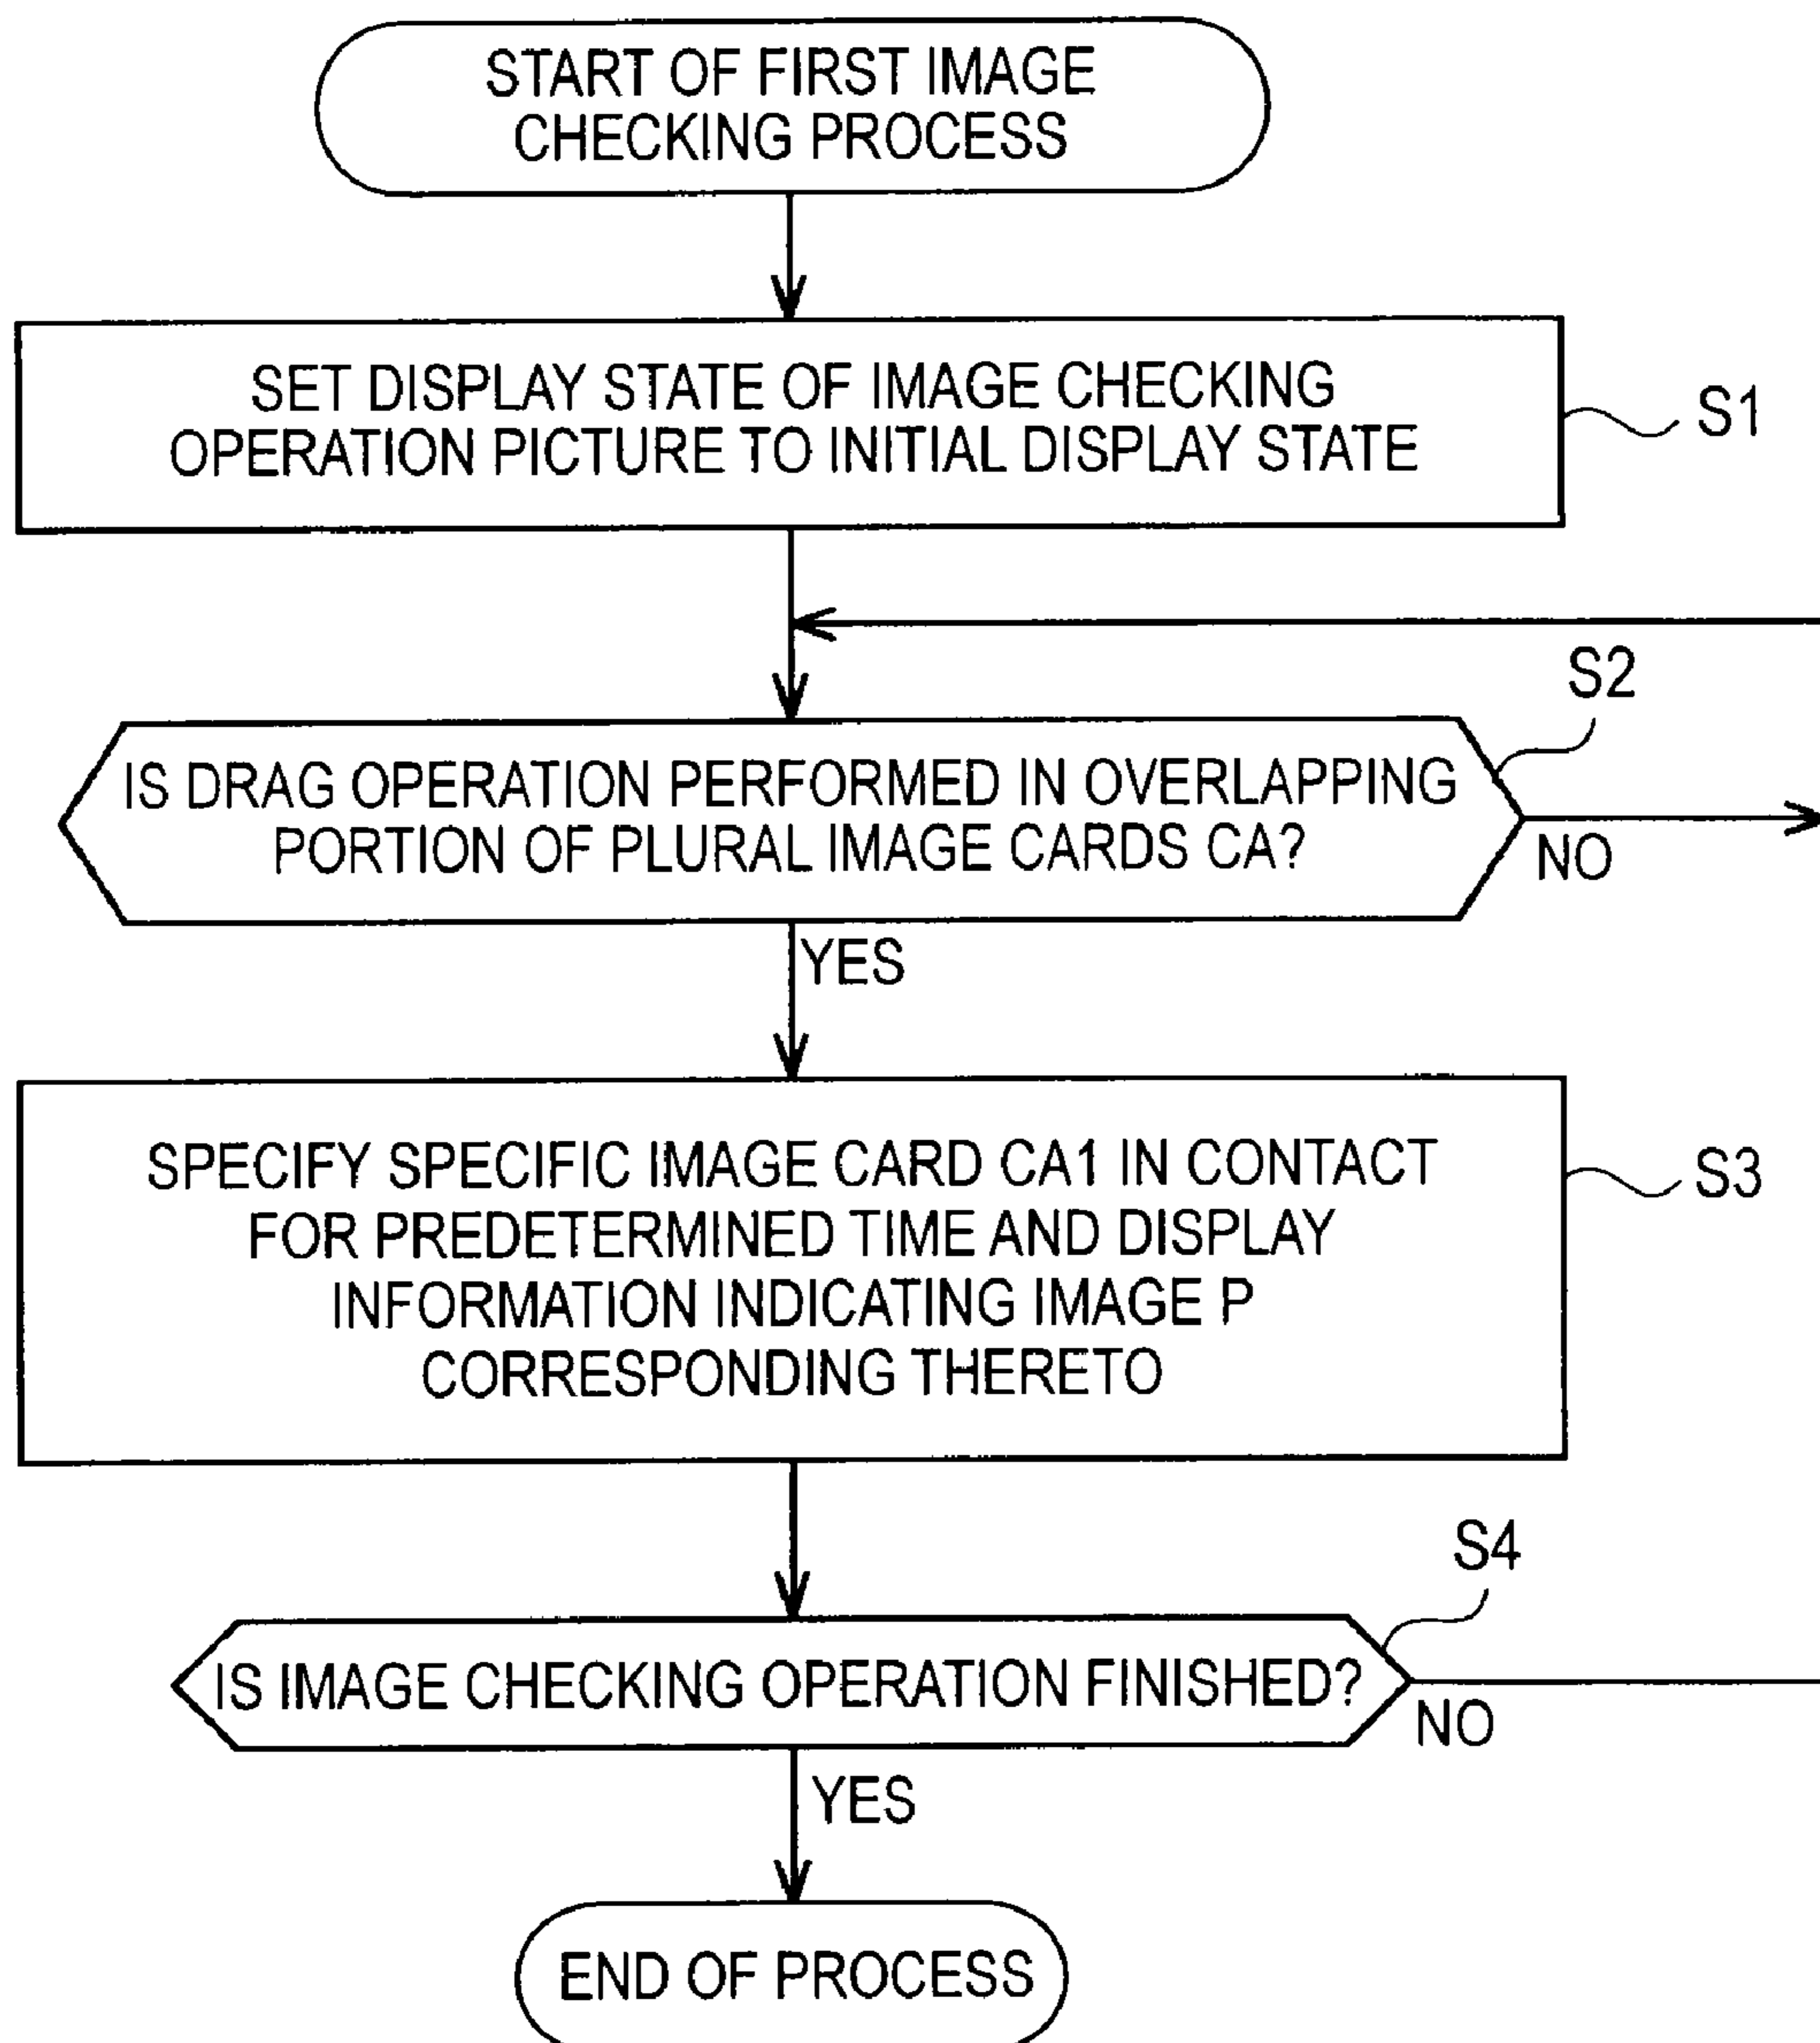 START OF FIRST IMAGE
CHECKING PROCESS
SET DISPLAY STATE OF IMAGE CHECKING
OPERATION PICTURE TO INITIAL DISPLAY STATE
S1
S2
IS DRAG OPERATION PERFORMED IN OVERLAPPING
PORTION OF PLURAL IMAGE CARDS CA?
NO
YES
SPECIFY SPECIFIC IMAGE CARD CA1 IN CONTACT
FOR PREDETERMINED TIME AND DISPLAY
INFORMATION INDICATING IMAGE P
CORRESPONDING THERETO
S3
S4
IS IMAGE CHECKING OPERATION FINISHED?
NO
YES
END OF PROCESS